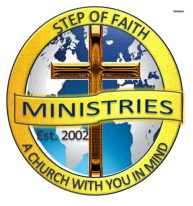 STEP OF FAITH
MINISTRIES
Est. 2002
A CHURCH WITH YOU IN MIND